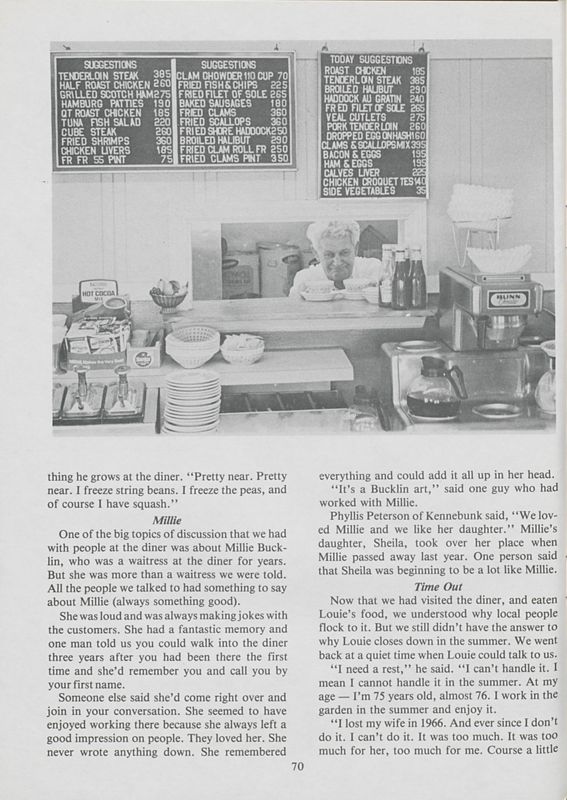 SUGGESTIONS
TENDERLOIN STEAK 385
HALF ROAST CHICKEN 260
GRILLED SCOTCH HAM 275
HAMBURG PATTIES 190
QT ROAST CHICKEN 185
TUNA FISH SALAD 220
CUBE STEAK 260
FRIED SHRIMPS 360
CHICKEN LIVERS 185
FR FR 55 PINT 75
SUGGESTIONS
CLAM CHOWDER 110 CUP 70
FRIED FISH & CHIPS 225
FRIED FILET OF SOLE 265
BAKED SAUSAGES 180
FRIED CLAMS 360
FRIED SCALLOPS 360
FRIED SHORE HADDOCK 250
BROILED HALIBUT 290
FRIED CLAM ROLL FR 250
FRIED CLAMS PINT 350
TODAY SUGGESTIONS
ROAST CHICKEN 185
TENDERLOIN STEAK 385
BROILED HALIBUT 290
HADDOCK AU GRATIN 240
FR ED FILET OF SOLE 265
VEAL CUTLETS 275
PORK TENDERLOIN 260
DROPPED EGG ON HASH 160
CLAMS & SCALLOPS MIX 395
BACON & EGGS 195
HAM & EGGS 195
CALVES LIVER 225
CHICKEN CROQUETTES 140
SIDE VEGETABLES 35
HOT COCOA
MIX
BUNN
thing he grows at the diner. “Pretty near. Pretty
near. I freeze string beans. I freeze the peas, and
of course I have squash.”
Millie
One of the big topics of discussion that we had
with people at the diner was about Millie Buck-
lin, who was a waitress at the diner for years.
But she was more than a waitress we were told.
All the people we talked to had something to say
about Millie (always something good).
She was loud and was always making jokes with
the customers. She had a fantastic memory and
one man told us you could walk into the diner
three years after you had been there the first
time and she’d remember you and call you by
your first name.
Someone else said she’d come right over and
join in your conversation. She seemed to have
enjoyed working there because she always left a
good impression on people. They loved her. She
never wrote anything down. She remembered
everything and could add it all up in her head.
“It’s a Bucklin art,” said one guy who had
worked with Millie.
Phyllis Peterson of Kennebunk said, “We lov-
ed Millie and we like her daughter.” Millie’s
daughter, Sheila, took over her place when
Millie passed away last year. One person said
that Sheila was beginning to be a lot like Millie.
Time Out
Now that we had visited the diner, and eaten
Louie’s food, we understood why local people
flock to it. But we still didn’t have the answer to
why Louie closes down in the summer. We went
back at a quiet time when Louie could talk to us.
“I need a rest,” he said. “I can’t handle it. I
mean I cannot handle it in the summer. At my
age — I’m 75 years old, almost 76. I work in the
garden in the summer and enjoy it.
“I lost my wife in 1966. And ever since I don’t
do it. I can’t do it. It was too much. It was too
much for her, too much for me. Course a little
70